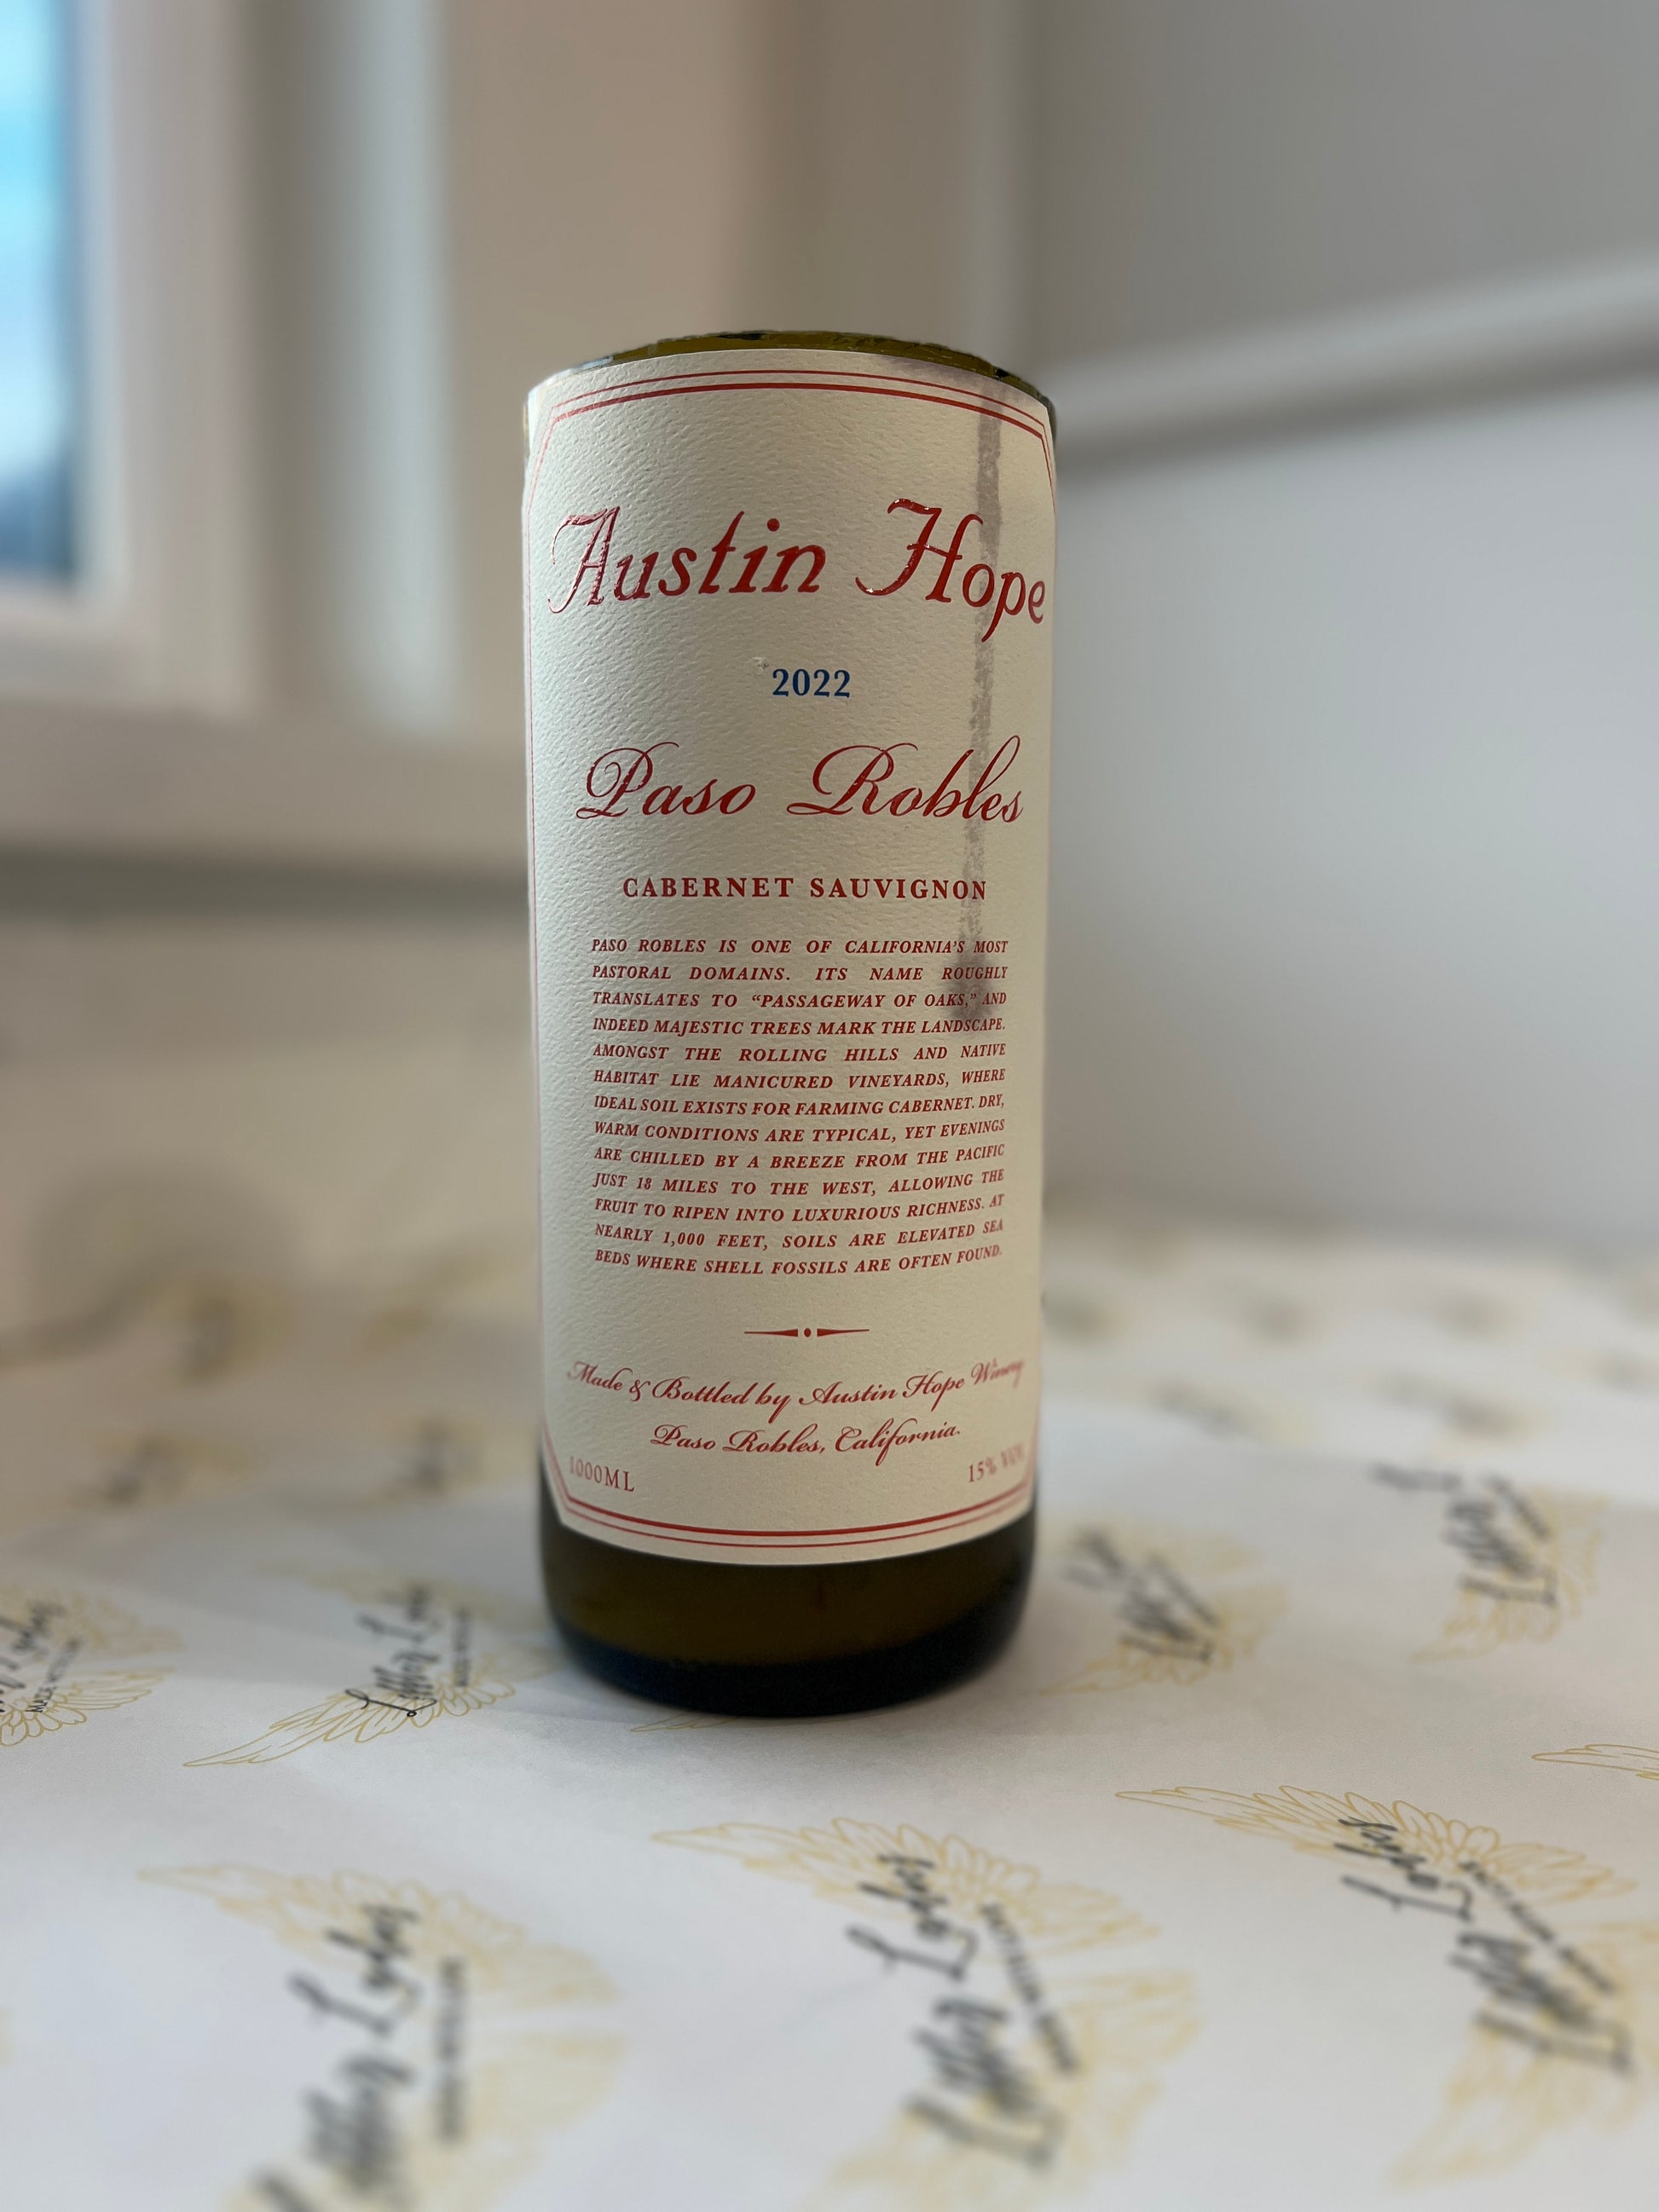 Austin Hope
2022
Paso Robles
CABERNET SAUVIGNON
PASO ROBLES IS ONE OF CALIFORNIA'S MOST
PASTORAL DOMAINS. ITS NAME ROUGHLY
TRANSLATES TO “PASSAGEWAY OF OAKS,” AND
INDEED MAJESTIC TREES MARK THE LANDSCAPE.
AMONGST THE ROLLING HILLS AND NATIVE
HABITAT LIE MANICURED VINEYARDS, WHERE
IDEAL SOIL EXISTS FOR FARMING CABERNET. DRY,
WARM CONDITIONS ARE TYPICAL, YET EVENINGS
ARE CHILLED BY A BREEZE FROM THE PACIFIC
JUST 18 MILES TO THE WEST, ALLOWING THE
FRUIT TO RIPEN INTO LUXURIOUS RICHNESS. AT
NEARLY 1,000 FEET, SOILS ARE ELEVATED SEA
BEDS WHERE SHELL FOSSILS ARE OFTEN FOUND.
Made & Bottled by Austin Hope Winery
Paso Robles, California.
1000ML
15%